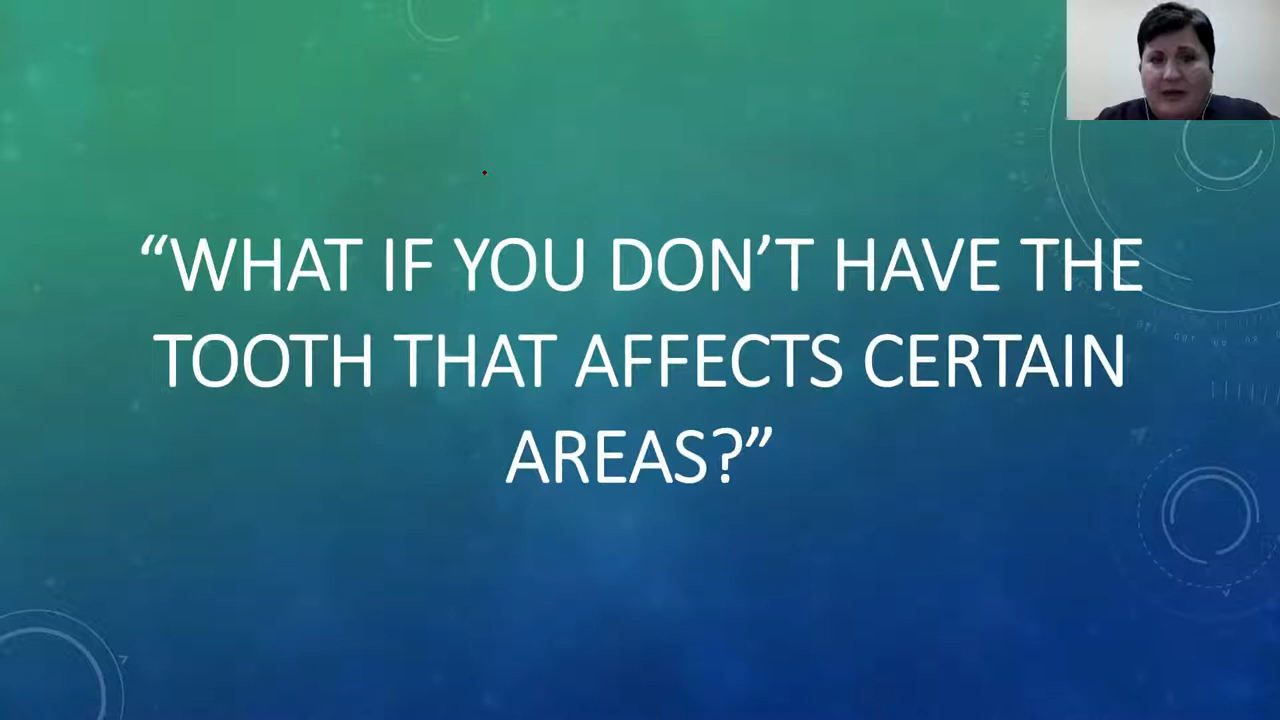 “WHAT IF YOU DON’T HAVE THE
TOOTH THAT AFFECTS CERTAIN
AREAS?”